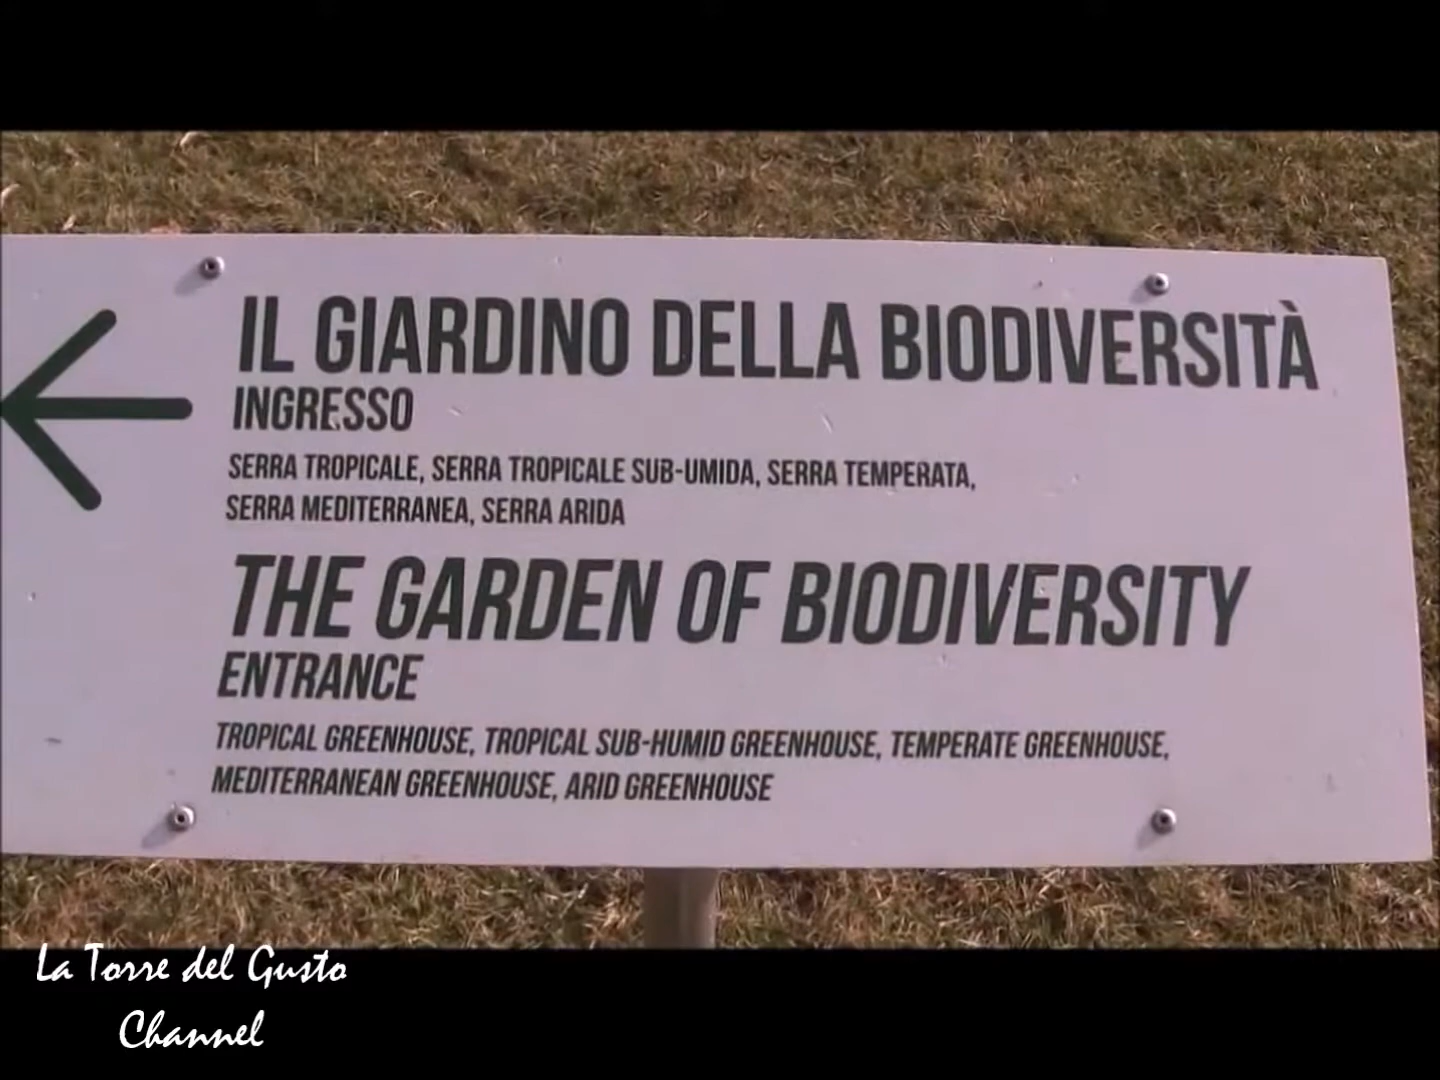 IL GIARDINO DELLA BIODIVERSITÀ
INGRESSO
SERRA TROPICALE, SERRA TROPICALE SUB-UMIDA, SERRA TEMPERATA,
SERRA MEDITERRANEA, SERRA ARIDA
THE GARDEN OF BIODIVERSITY
ENTRANCE
TROPICAL GREENHOUSE, TROPICAL SUB-HUMID GREENHOUSE, TEMPERATE GREENHOUSE,
MEDITERRANEAN GREENHOUSE, ARID GREENHOUSE
La Torre del Gusto
Channel